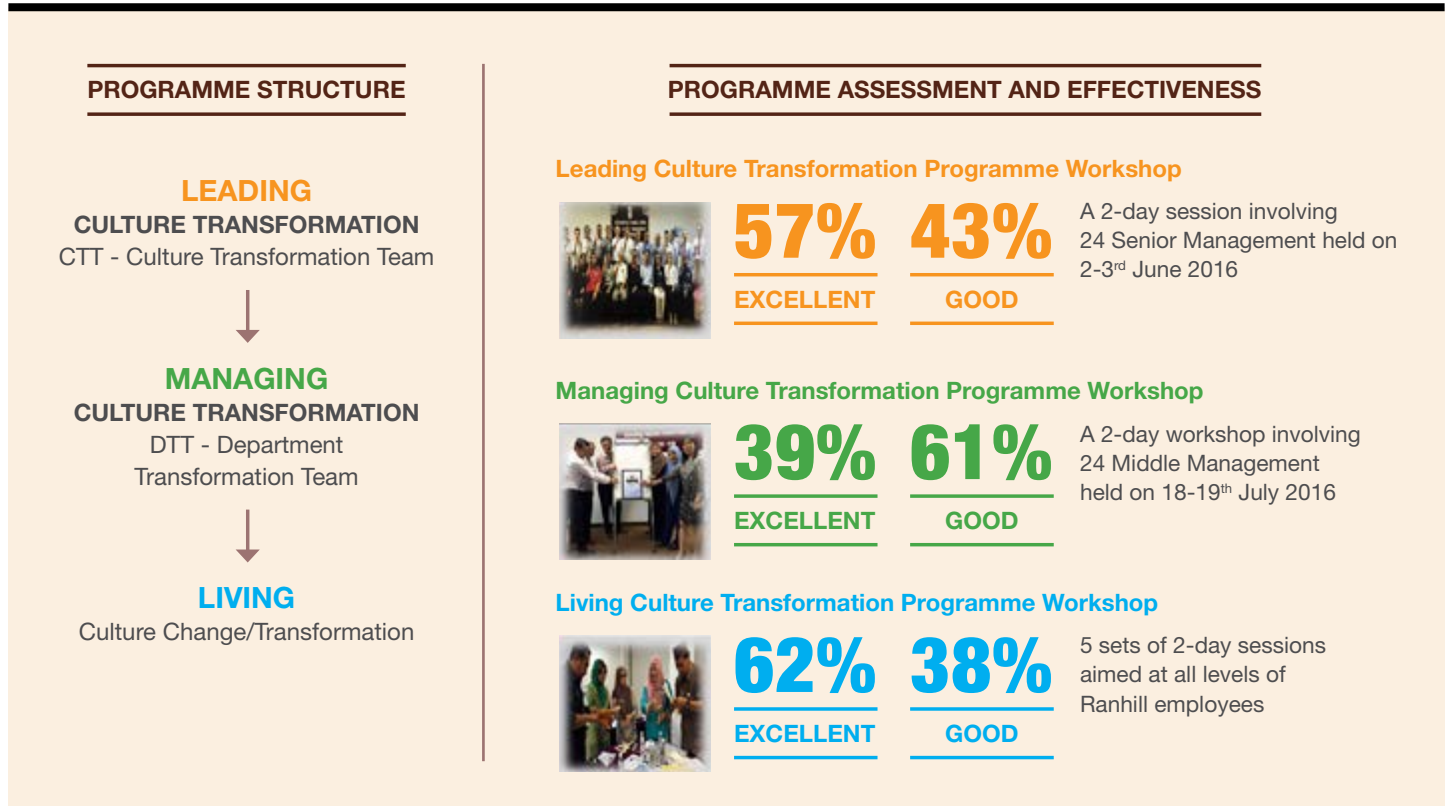 PROGRAMME STRUCTURE
LEADING
CULTURE TRANSFORMATION
CTT - Culture Transformation Team
MANAGING
CULTURE TRANSFORMATION
DTT - Department
Transformation Team
LIVING
Culture Change/Transformation
PROGRAMME ASSESSMENT AND EFFECTIVENESS
Leading Culture Transformation Programme Workshop
57% 43%
EXCELLENT GOOD
A 2-day session involving
24 Senior Management held on
2-3rd June 2016
Managing Culture Transformation Programme Workshop
39% 61%
EXCELLENT GOOD
A 2-day workshop involving
24 Middle Management
held on 18-19th July 2016
Living Culture Transformation Programme Workshop
62% 38%
EXCELLENT GOOD
5 sets of 2-day sessions
aimed at all levels of
Ranhill employees